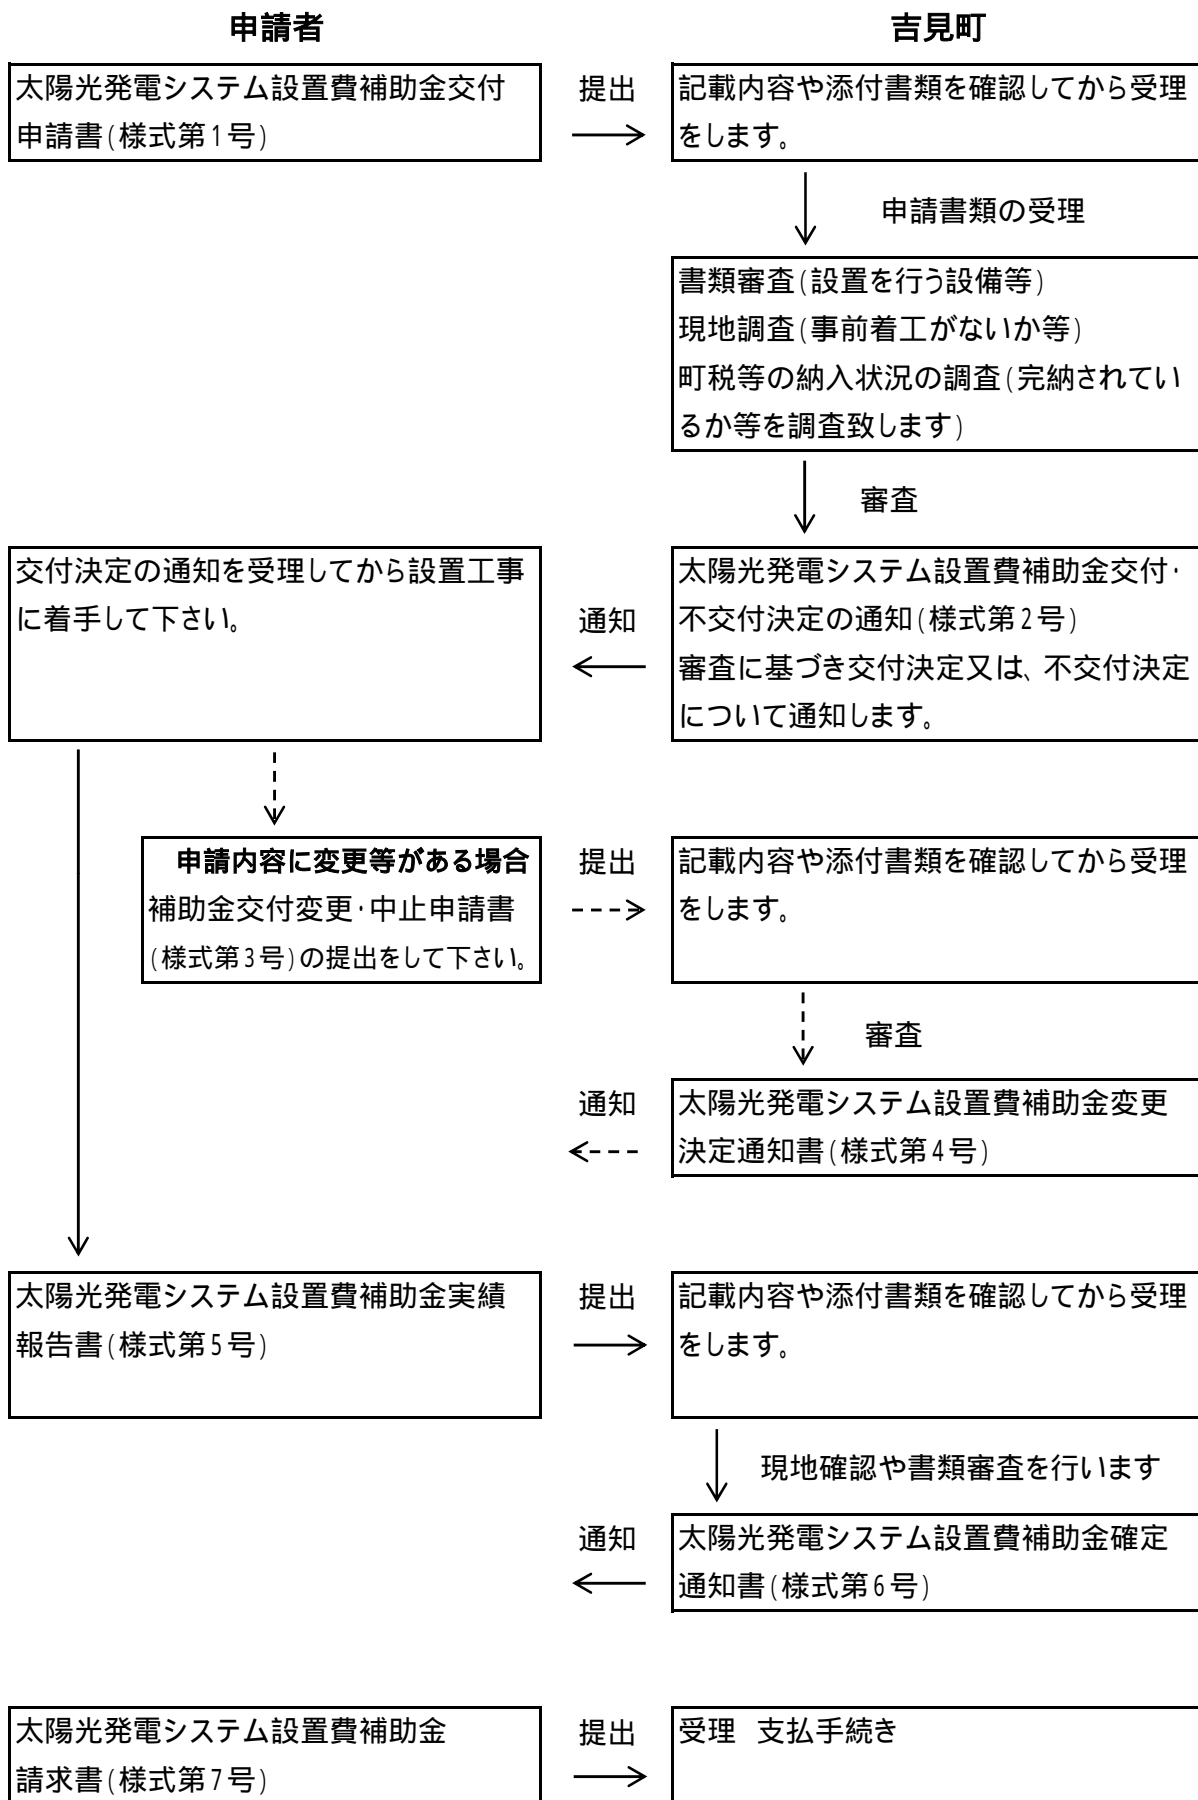 申請者
吉見町
太陽光発電システム設置費補助金交付
申請書(様式第1号)
提出
記載内容や添付書類を確認してから受理
をします。
申請書類の受理
書類審査(設置を行う設備等)
現地調査(事前着工がないか等)
町税等の納入状況の調査(完納されてい
るか等を調査致します)
審査
交付決定の通知を受理してから設置工事
に着手して下さい。
通知
太陽光発電システム設置費補助金交付・
不交付決定の通知(様式第2号)
審査に基づき交付決定又は、不交付決定
について通知します。
申請内容に変更等がある場合
補助金交付変更・中止申請書
(様式第3号)の提出をして下さい。
提出
記載内容や添付書類を確認してから受理
をします。
審査
通知
太陽光発電システム設置費補助金変更
決定通知書(様式第4号)
太陽光発電システム設置費補助金実績
報告書(様式第5号)
提出
記載内容や添付書類を確認してから受理
をします。
現地確認や書類審査を行います
通知
太陽光発電システム設置費補助金確定
通知書(様式第6号)
太陽光発電システム設置費補助金
請求書(様式第7号)
提出
受理 支払手続き